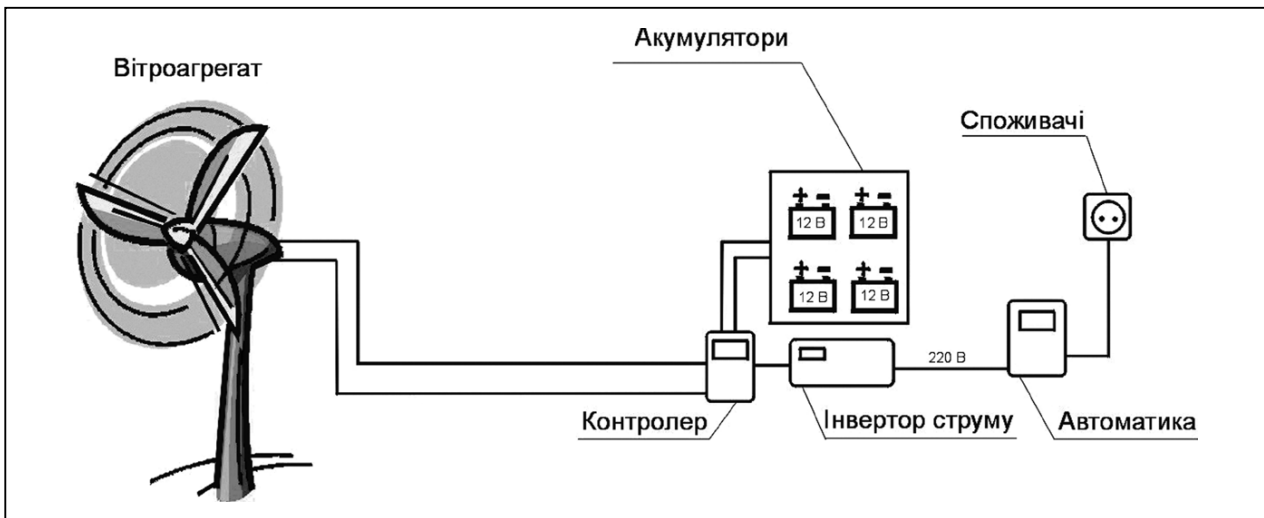 Акумулятори
Вітроагрегат
Споживачі
+ − + −
12 В 12 В
+ − + −
12 В 12 В
220 В
Контролер
Інвертор струму
Автоматика